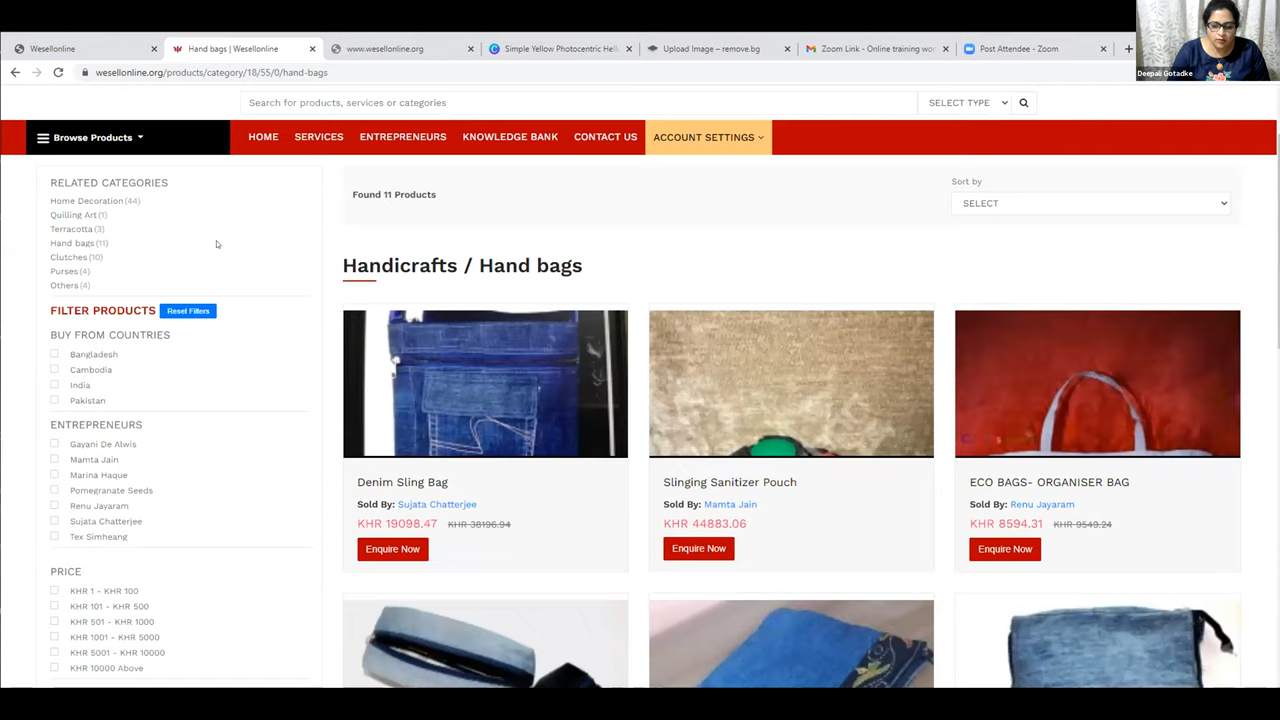 Wesellonline
Hand bags | Wesellonline
www.wesellonline.org
Simple Yellow Photocentric Hell
Upload Image – remove.bg
Zoom Link - Online training wor
Post Attendee - Zoom
wesellonline.org/products/category/18/55/0/hand-bags
Deepali Gotadke
Search for products, services or categories
SELECT TYPE
Browse Products
HOME SERVICES ENTREPRENEURS KNOWLEDGE BANK CONTACT US ACCOUNT SETTINGS
RELATED CATEGORIES
Home Decoration (44)
Quilling Art (1)
Terracotta (3)
Hand bags (11)
Clutches (10)
Purses (4)
Others (4)
FILTER PRODUCTS Reset Filters
BUY FROM COUNTRIES
Bangladesh
Cambodia
India
Pakistan
ENTREPRENEURS
Gayani De Alwis
Mamta Jain
Marina Haque
Pomegranate Seeds
Renu Jayaram
Sujata Chatterjee
Tex Simheang
PRICE
KHR 1 - KHR 100
KHR 101 - KHR 500
KHR 501 - KHR 1000
KHR 1001 - KHR 5000
KHR 5001 - KHR 10000
KHR 10000 Above
Found 11 Products
Sort by
SELECT
Handicrafts / Hand bags
Denim Sling Bag
Sold By: Sujata Chatterjee
KHR 19098.47 KHR 38196.94
Enquire Now
Slinging Sanitizer Pouch
Sold By: Mamta Jain
KHR 44883.06
Enquire Now
ECO BAGS- ORGANISER BAG
Sold By: Renu Jayaram
KHR 8594.31 KHR 9549.24
Enquire Now